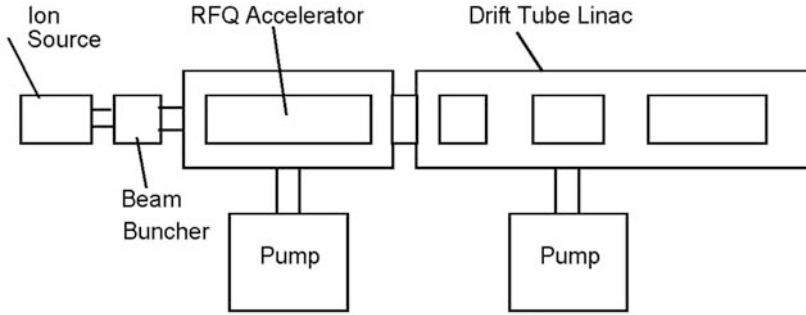 Ion
Source
RFQ Accelerator
Drift Tube Linac
Beam
Buncher
Pump
Pump